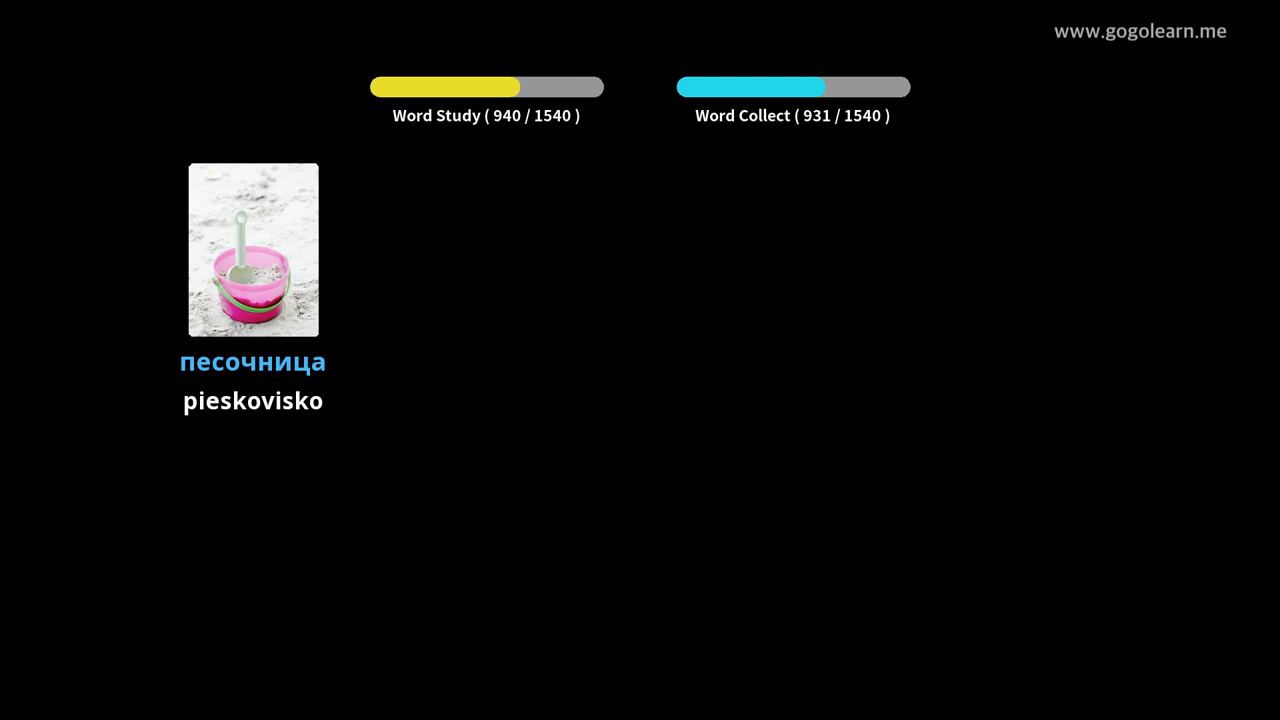 www.gogolearn.me
Word Study ( 940 / 1540 )
Word Collect ( 931 / 1540 )
песочница
pieskovisko